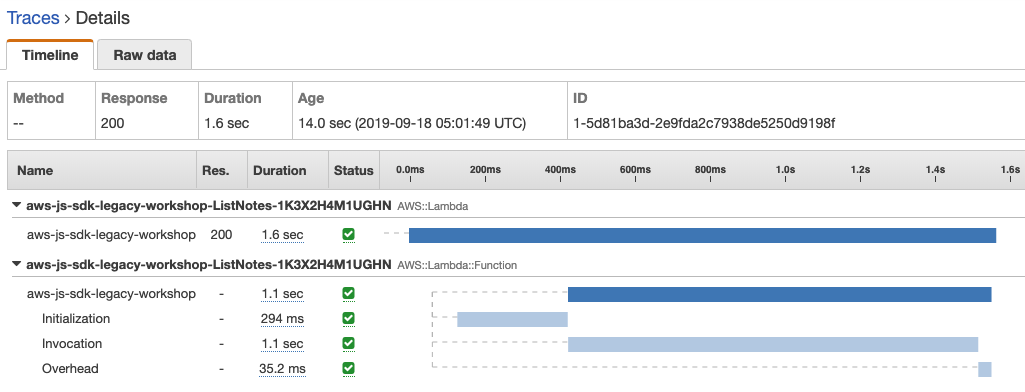 Traces > Details
Timeline Raw data
Method Response Duration Age ID
-- 200 1.6 sec 14.0 sec (2019-09-18 05:01:49 UTC) 1-5d81ba3d-2e9fda2c7938de5250d9198f
Name Res. Duration Status 0.0ms 200ms 400ms 600ms 800ms 1.0s 1.2s 1.4s 1.6s
aws-js-sdk-legacy-workshop-ListNotes-1K3X2H4M1UGHN AWS::Lambda
aws-js-sdk-legacy-workshop 200 1.6 sec
aws-js-sdk-legacy-workshop-ListNotes-1K3X2H4M1UGHN AWS::Lambda::Function
aws-js-sdk-legacy-workshop - 1.1 sec
Initialization - 294 ms
Invocation - 1.1 sec
Overhead - 35.2 ms